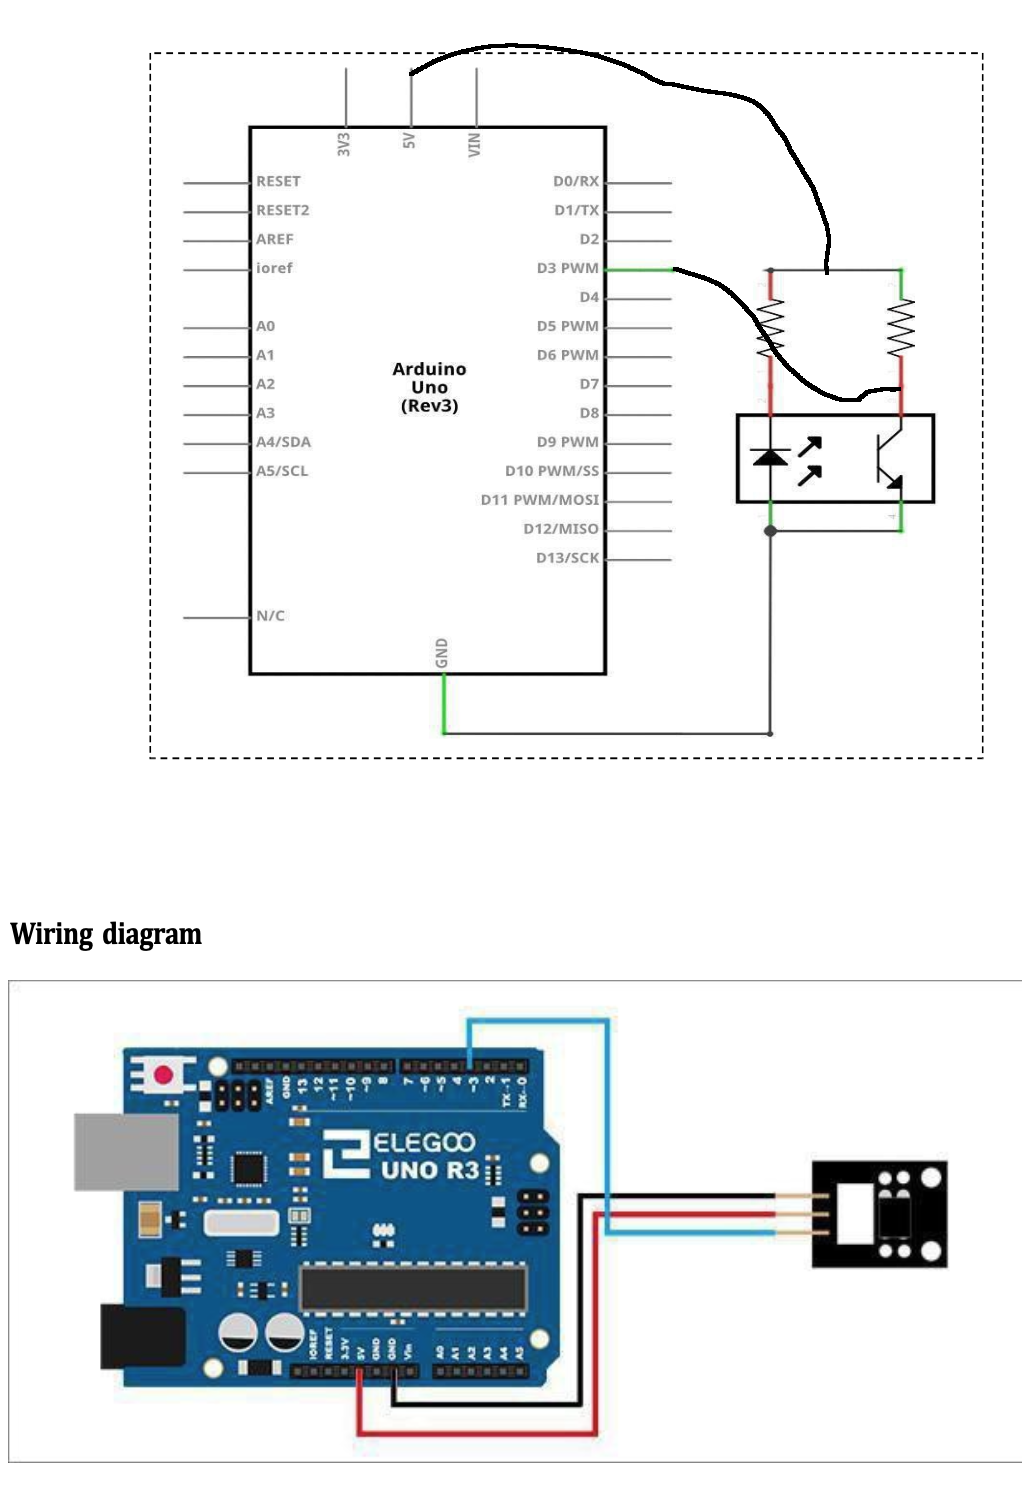 3V3 5V VIN
RESET D0/RX
RESET2 D1/TX
AREF D2
ioref D3 PWM
D4
A0 D5 PWM
A1 D6 PWM
A2 D7
A3 D8
A4/SDA D9 PWM
A5/SCL D10 PWM/SS
D11 PWM/MOSI
D12/MISO
D13/SCK
Arduino
Uno
(Rev3)
N/C
GND
Wiring diagram
AREF GND 13 12 ~11 ~10 ~9 8 7 ~6 ~5 4 ~3 2 TX→1 RX←0
ELEGOO
UNO R3
IOREF RESET 3.3V 5V GND GND Vin A0 A1 A2 A3 A4 A5